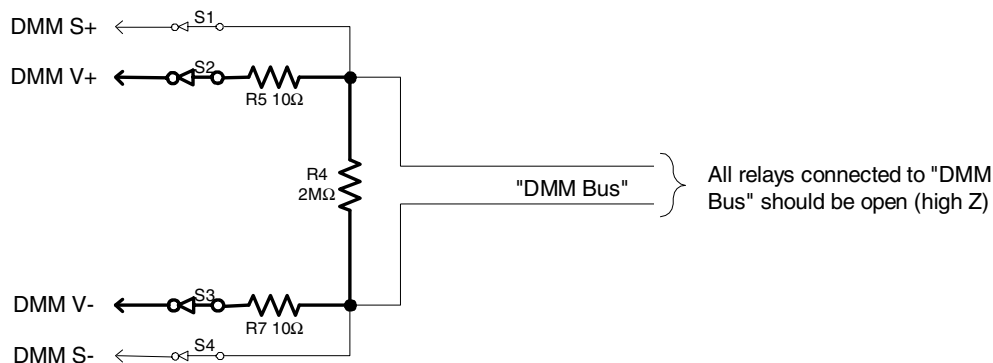 DMM S+
S1
DMM V+
S2
R5 10Ω
R4
2MΩ
"DMM Bus"
All relays connected to "DMM
Bus" should be open (high Z)
DMM V-
S3
R7 10Ω
DMM S-
S4